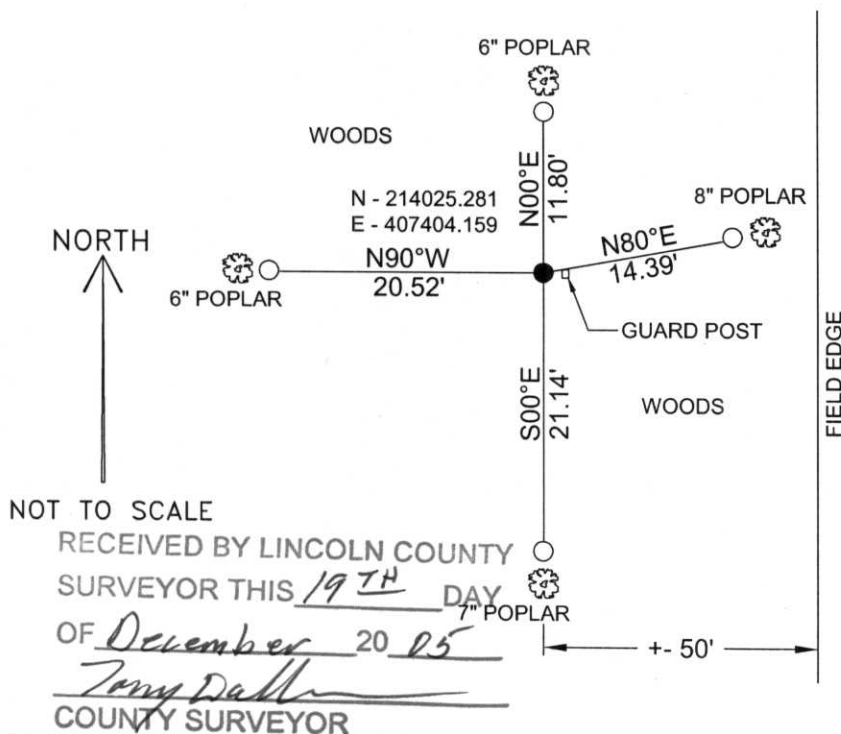 6" POPLAR
WOODS
N00°E
11.80'
N - 214025.281
E - 407404.159
8" POPLAR
NORTH
N90°W
20.52'
N80°E
14.39'
6" POPLAR
GUARD POST
S00°E
21.14'
WOODS
FIELD EDGE
NOT TO SCALE
RECEIVED BY LINCOLN COUNTY
SURVEYOR THIS 19TH DAY
7" POPLAR
OF December 20 05
+- 50'
COUNTY SURVEYOR